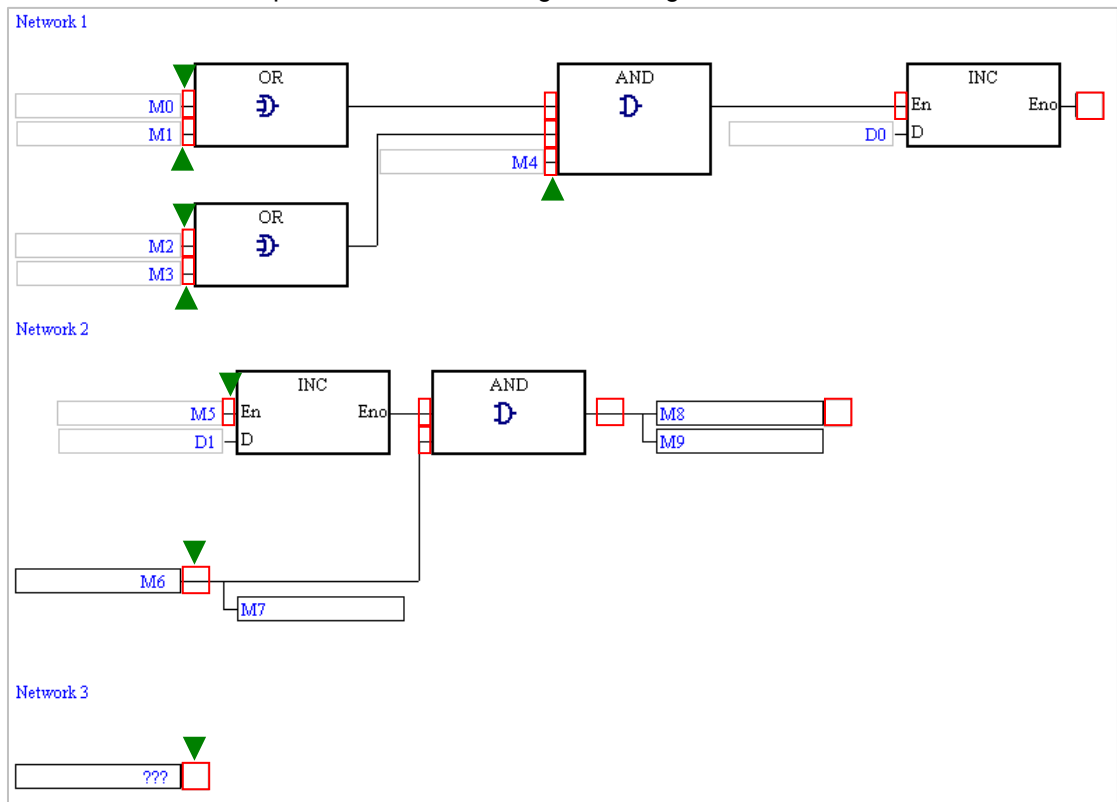 Network 1
OR
M0
M1
AND
M4
INC
En
Eno
D0
D
OR
M2
M3
Network 2
INC
M5
En
Eno
D1
D
AND
M8
M9
M6
M7
Network 3
???